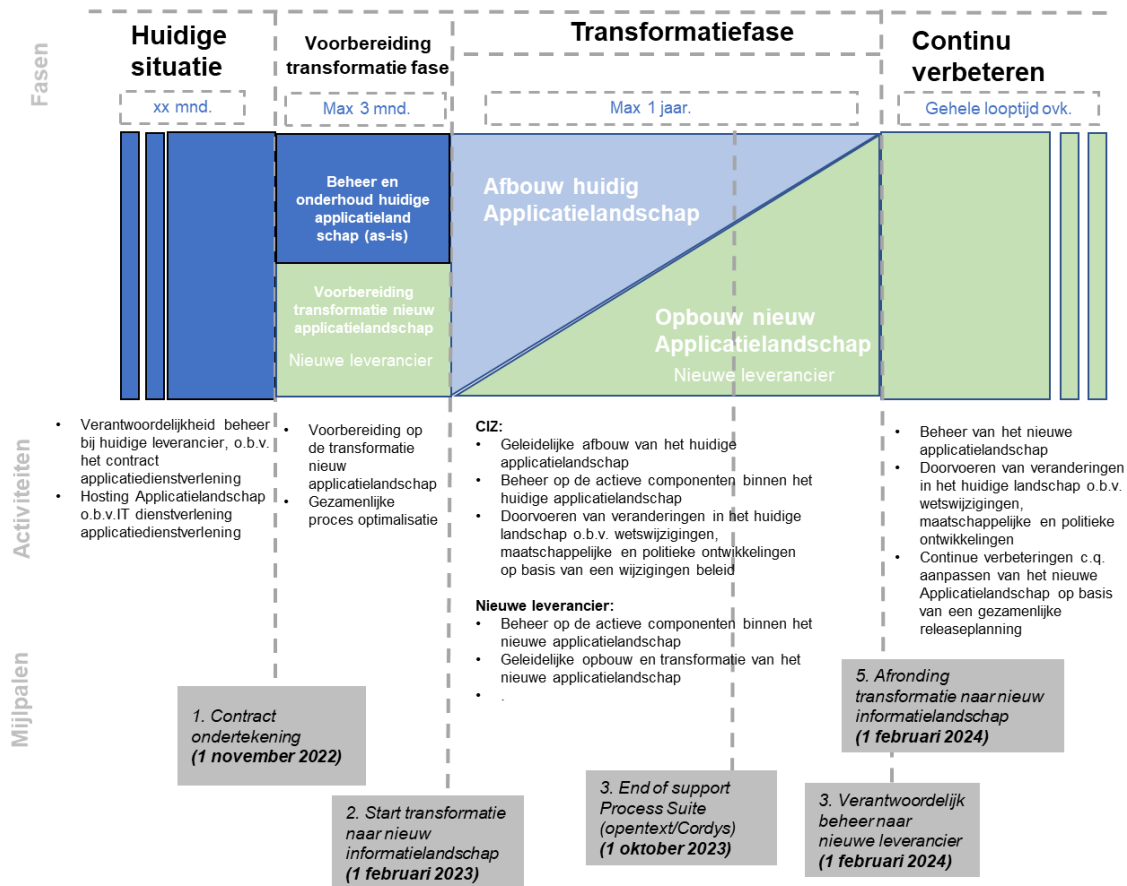 Fasen
Huidige
situatie
xx mnd.
Voorbereiding
transformatie fase
Max 3 mnd.
Transformatiefase
Max 1 jaar.
Continu
verbeteren
Gehele looptijd ovk.
Beheer en
onderhoud huidige
applicatieland
schap (as-is)
Voorbereiding
transformatie nieuw
applicatielandschap
Nieuwe leverancier
Afbouw huidig
Applicatielandschap
Opbouw nieuw
Applicatielandschap
Nieuwe leverancier
Activiteiten
• Verantwoordelijkheid beheer
bij huidige leverancier, o.b.v.
het contract
applicatiedienstverlening
• Hosting Applicatielandschap
o.b.v.IT dienstverlening
applicatiedienstverlening
• Voorbereiding op
de transformatie
nieuw
applicatielandschap
• Gezamenlijke
proces optimalisatie
CIZ:
• Geleidelijke afbouw van het huidige
applicatielandschap
• Beheer op de actieve componenten binnen het
huidige applicatielandschap
• Doorvoeren van veranderingen in het huidige
landschap o.b.v. wetswijzigingen,
maatschappelijke en politieke ontwikkelingen
op basis van een wijzigingen beleid
Nieuwe leverancier:
• Beheer op de actieve componenten binnen het
nieuwe applicatielandschap
• Geleidelijke opbouw en transformatie van het
nieuwe applicatielandschap
• .
• Beheer van het nieuwe
applicatielandschap
• Doorvoeren van veranderingen
in het huidige landschap o.b.v.
wetswijzigingen,
maatschappelijke en politieke
ontwikkelingen
• Continue verbeteringen c.q.
aanpassen van het nieuwe
Applicatielandschap op basis
van een gezamenlijke
releaseplanning
Mijlpalen
1. Contract
ondertekening
(1 november 2022)
2. Start transformatie
naar nieuw
informatielandschap
(1 februari 2023)
3. End of support
Process Suite
(opentext/Cordys)
(1 oktober 2023)
5. Afronding
transformatie naar nieuw
informatielandschap
(1 februari 2024)
3. Verantwoordelijk
beheer naar
nieuwe leverancier
(1 februari 2024)